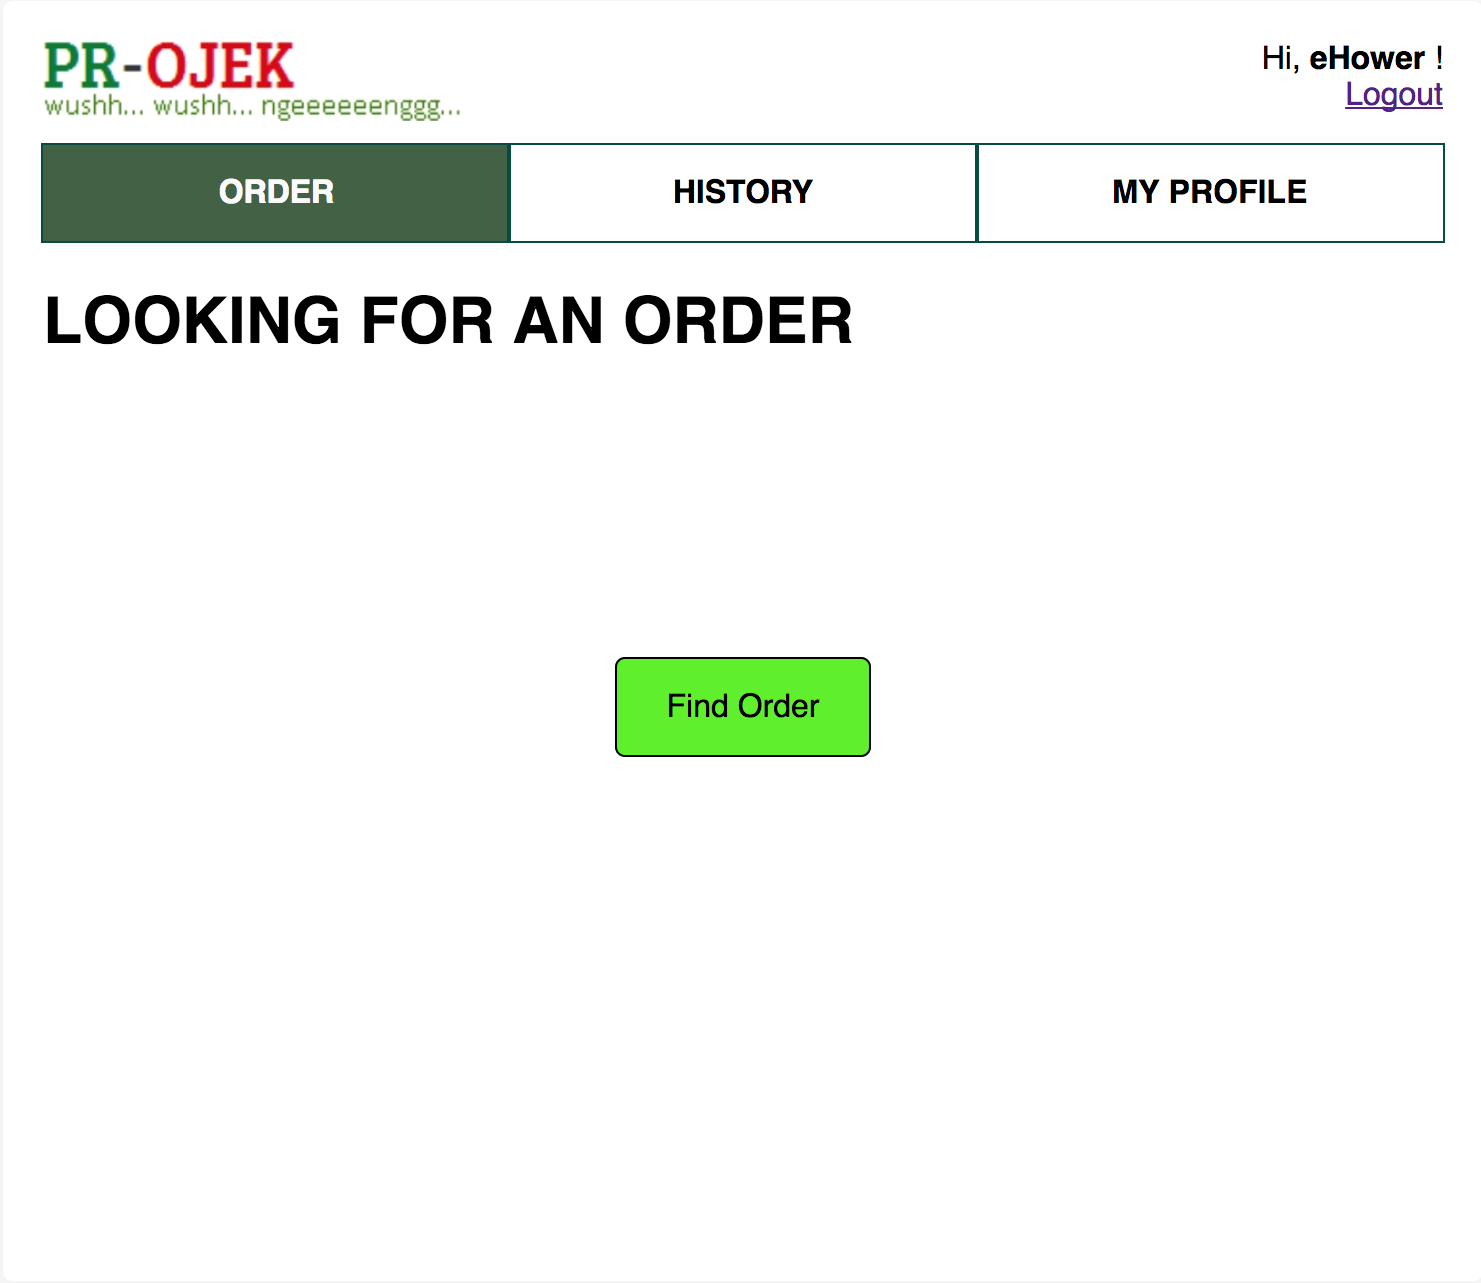 PR-OJEK
wushh... wushh... ngeeeeeenggg...
Hi, eHower !
Logout
ORDER
HISTORY
MY PROFILE
LOOKING FOR AN ORDER
Find Order